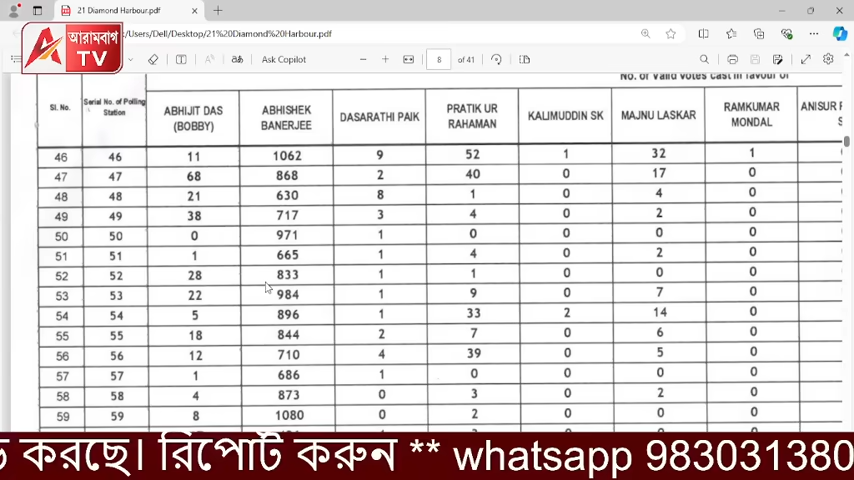 21 Diamond Harbour.pdf
/Users/Dell/Desktop/21%20Diamond%20Harbour.pdf
আরামবাগ
TV
Ask Copilot
8 of 41
No. of Valid Votes cast in favour of
Sl. No. Serial No. of Polling Station ABHIJIT DAS (BOBBY) ABHISHEK BANERJEE DASARATHI PAIK PRATIK UR RAHAMAN KALIMUDDIN SK MAJNU LASKAR RAMKUMAR MONDAL ANISUR
46 46 11 1062 9 52 1 32 1
47 47 68 868 2 40 0 17 0
48 48 21 630 8 1 0 4 0
49 49 38 717 3 4 0 2 0
50 50 0 971 1 0 0 0 0
51 51 1 665 1 4 0 2 0
52 52 28 833 1 1 0 0 0
53 53 22 984 1 9 0 7 0
54 54 5 896 1 33 2 14 0
55 55 18 844 2 7 0 6 0
56 56 12 710 4 39 0 5 0
57 57 1 686 1 0 0 0 0
58 58 4 873 0 3 0 2 0
59 59 8 1080 0 2 0 0 0
করছে। রিপোর্ট করুন ** whatsapp 983031380